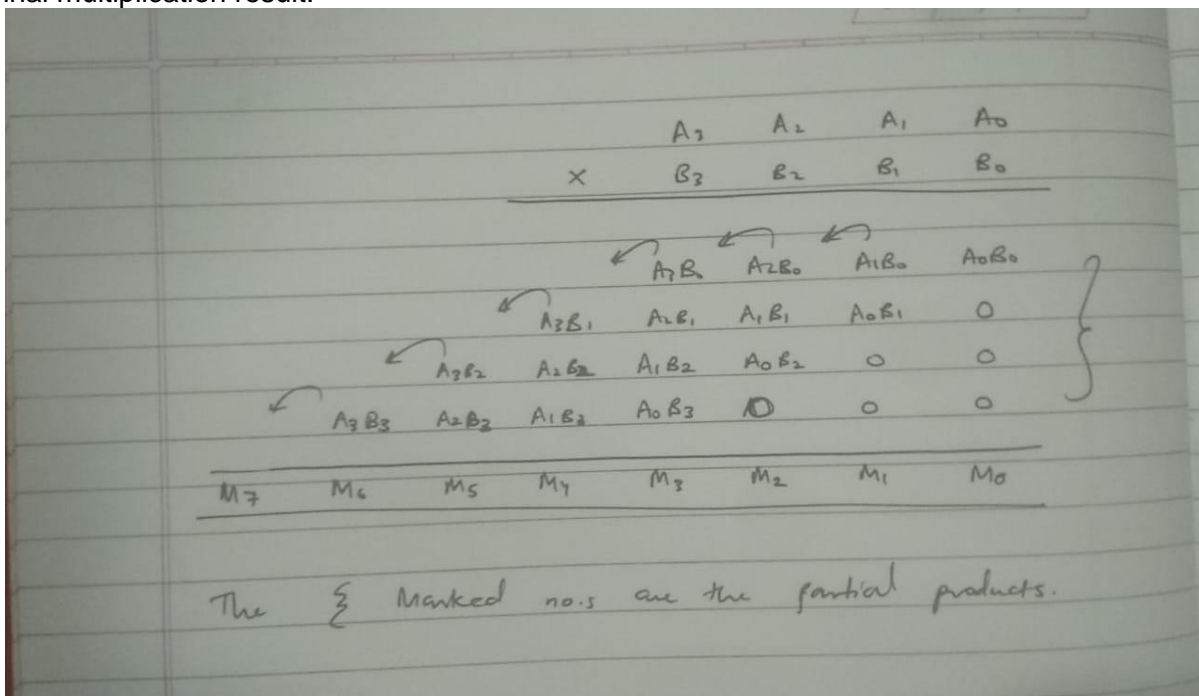 inal multiplication result.
A3 A2 A1 A0
× B3 B2 B1 B0
A3B0 A2B0 A1B0 A0B0
A3B1 A2B1 A1B1 A0B1 0
A3B2 A2B2 A1B2 A0B2 0 0
A3B3 A2B3 A1B3 A0B3 0 0 0
M7 M6 M5 M4 M3 M2 M1 M0
The { Marked no.s are the partial products.